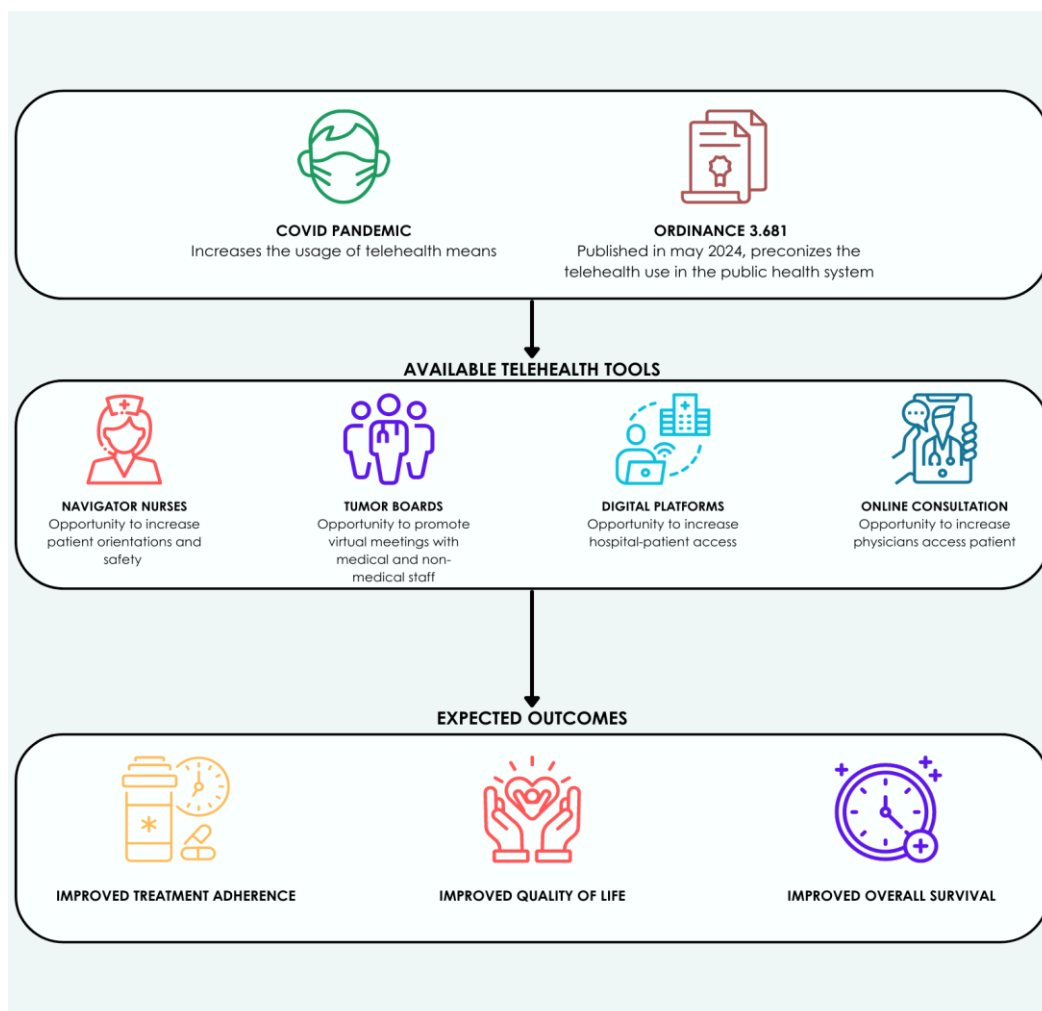 COVID PANDEMIC
Increases the usage of telehealth means
ORDINANCE 3.681
Published in may 2024, preconizes the
telehealth use in the public health system
AVAILABLE TELEHEALTH TOOLS
NAVIGATOR NURSES
Opportunity to increase
patient orientations and
safety
TUMOR BOARDS
Opportunity to promote
virtual meetings with
medical and non-
medical staff
DIGITAL PLATFORMS
Opportunity to increase
hospital-patient access
ONLINE CONSULTATION
Opportunity to increase
physicians access patient
EXPECTED OUTCOMES
IMPROVED TREATMENT ADHERENCE
IMPROVED QUALITY OF LIFE
IMPROVED OVERALL SURVIVAL